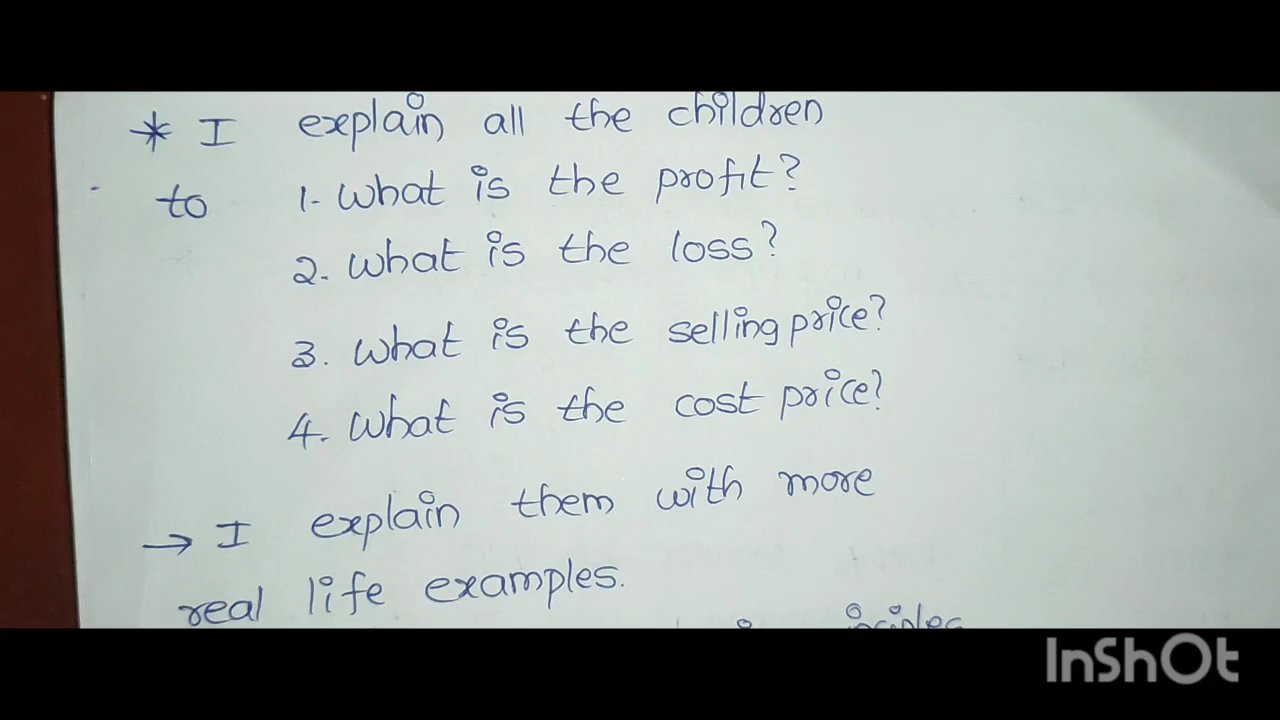 * I explain all the children
to 1. What is the profit?
2. What is the loss?
3. What is the selling price?
4. What is the cost price?
→ I explain them with more
real life examples.
InShOt